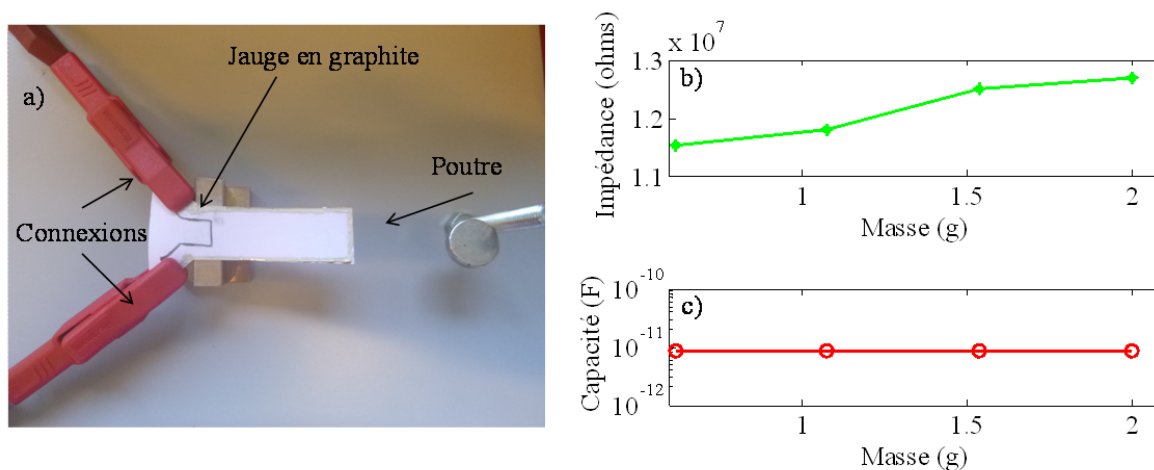 a)
Jauge en graphite
Poutre
Connexions
b)
x 10^7
Impédance (ohms)
1.3
1.2
1.1
1
1.5
2
Masse (g)
c)
Capacité (F)
10^-10
10^-11
10^-12
1
1.5
2
Masse (g)